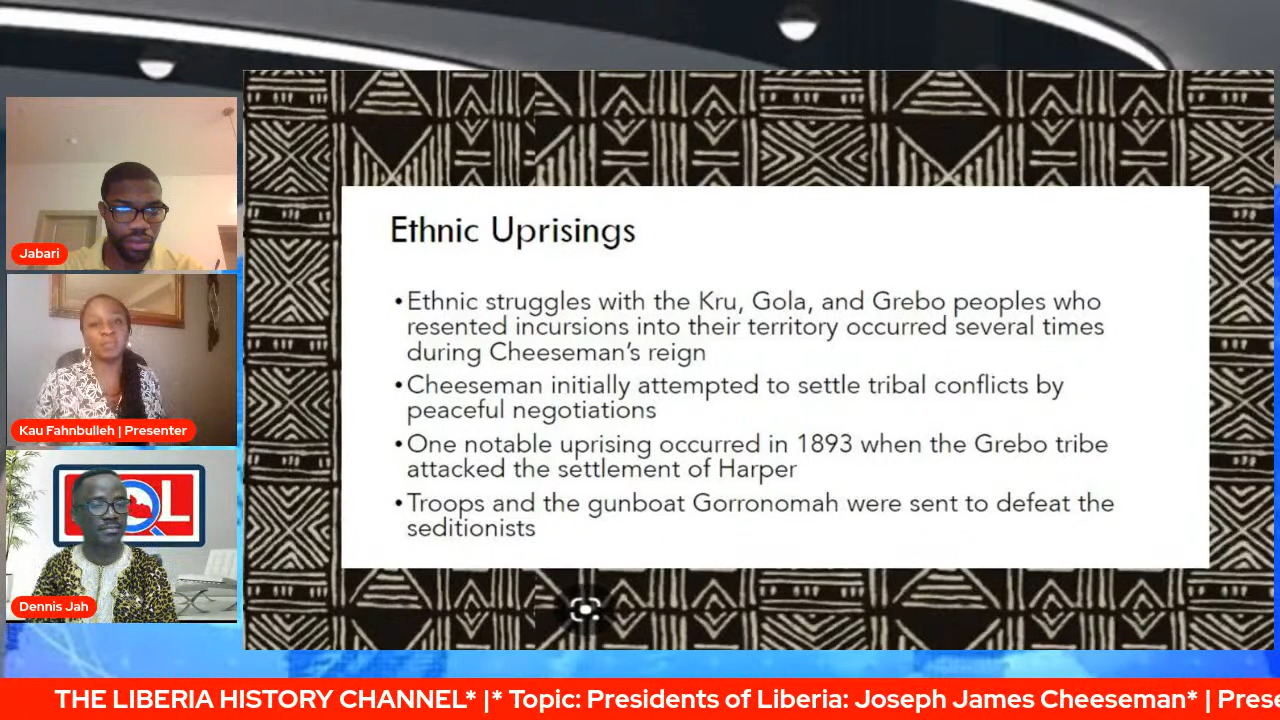 Jabari
Kau Fahnbulleh | Presenter
Dennis Jah
Ethnic Uprisings
•Ethnic struggles with the Kru, Gola, and Grebo peoples who
resented incursions into their territory occurred several times
during Cheeseman's reign
•Cheeseman initially attempted to settle tribal conflicts by
peaceful negotiations
•One notable uprising occurred in 1893 when the Grebo tribe
attacked the settlement of Harper
•Troops and the gunboat Gorronomah were sent to defeat the
seditionists
THE LIBERIA HISTORY CHANNEL* |* Topic: Presidents of Liberia: Joseph James Cheeseman* |